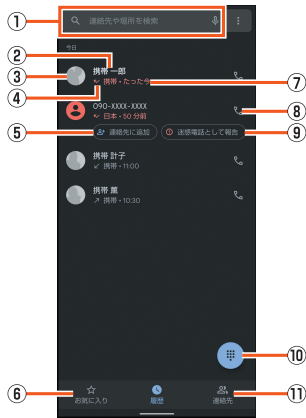 ①
連絡先や場所を検索
②
今日
③
携帯 一郎
携帯・たった今
⑦
④
090-XXXX-XXXX
日本・50 分前
⑧
⑤
連絡先に追加
迷惑電話として報告
⑨
携帯 計子
携帯・11:00
携帯 薫
携帯・10:30
⑩
⑥
お気に入り
履歴
連絡先
⑪